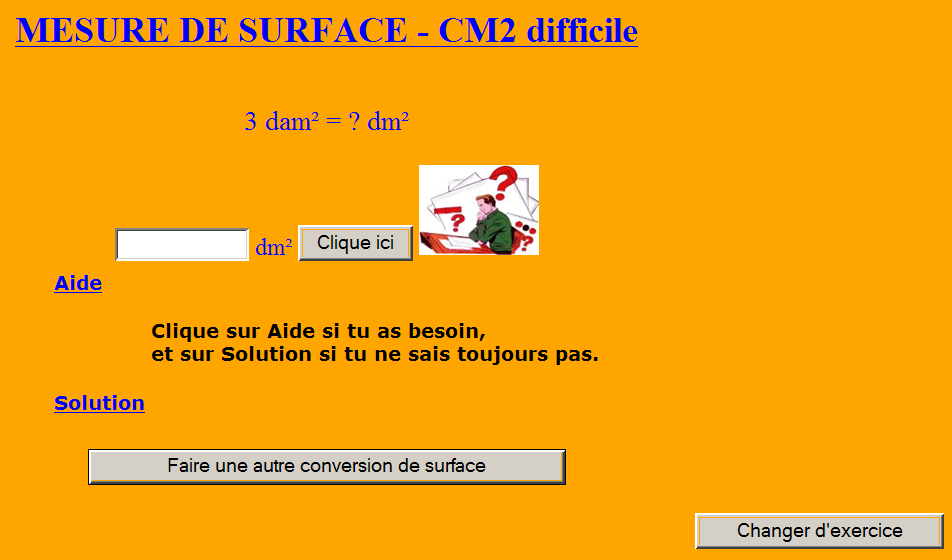 MESURE DE SURFACE - CM2 difficile
3 dam² = ? dm²
dm² Clique ici
Aide
Clique sur Aide si tu as besoin,
et sur Solution si tu ne sais toujours pas.
Solution
Faire une autre conversion de surface
Changer d'exercice